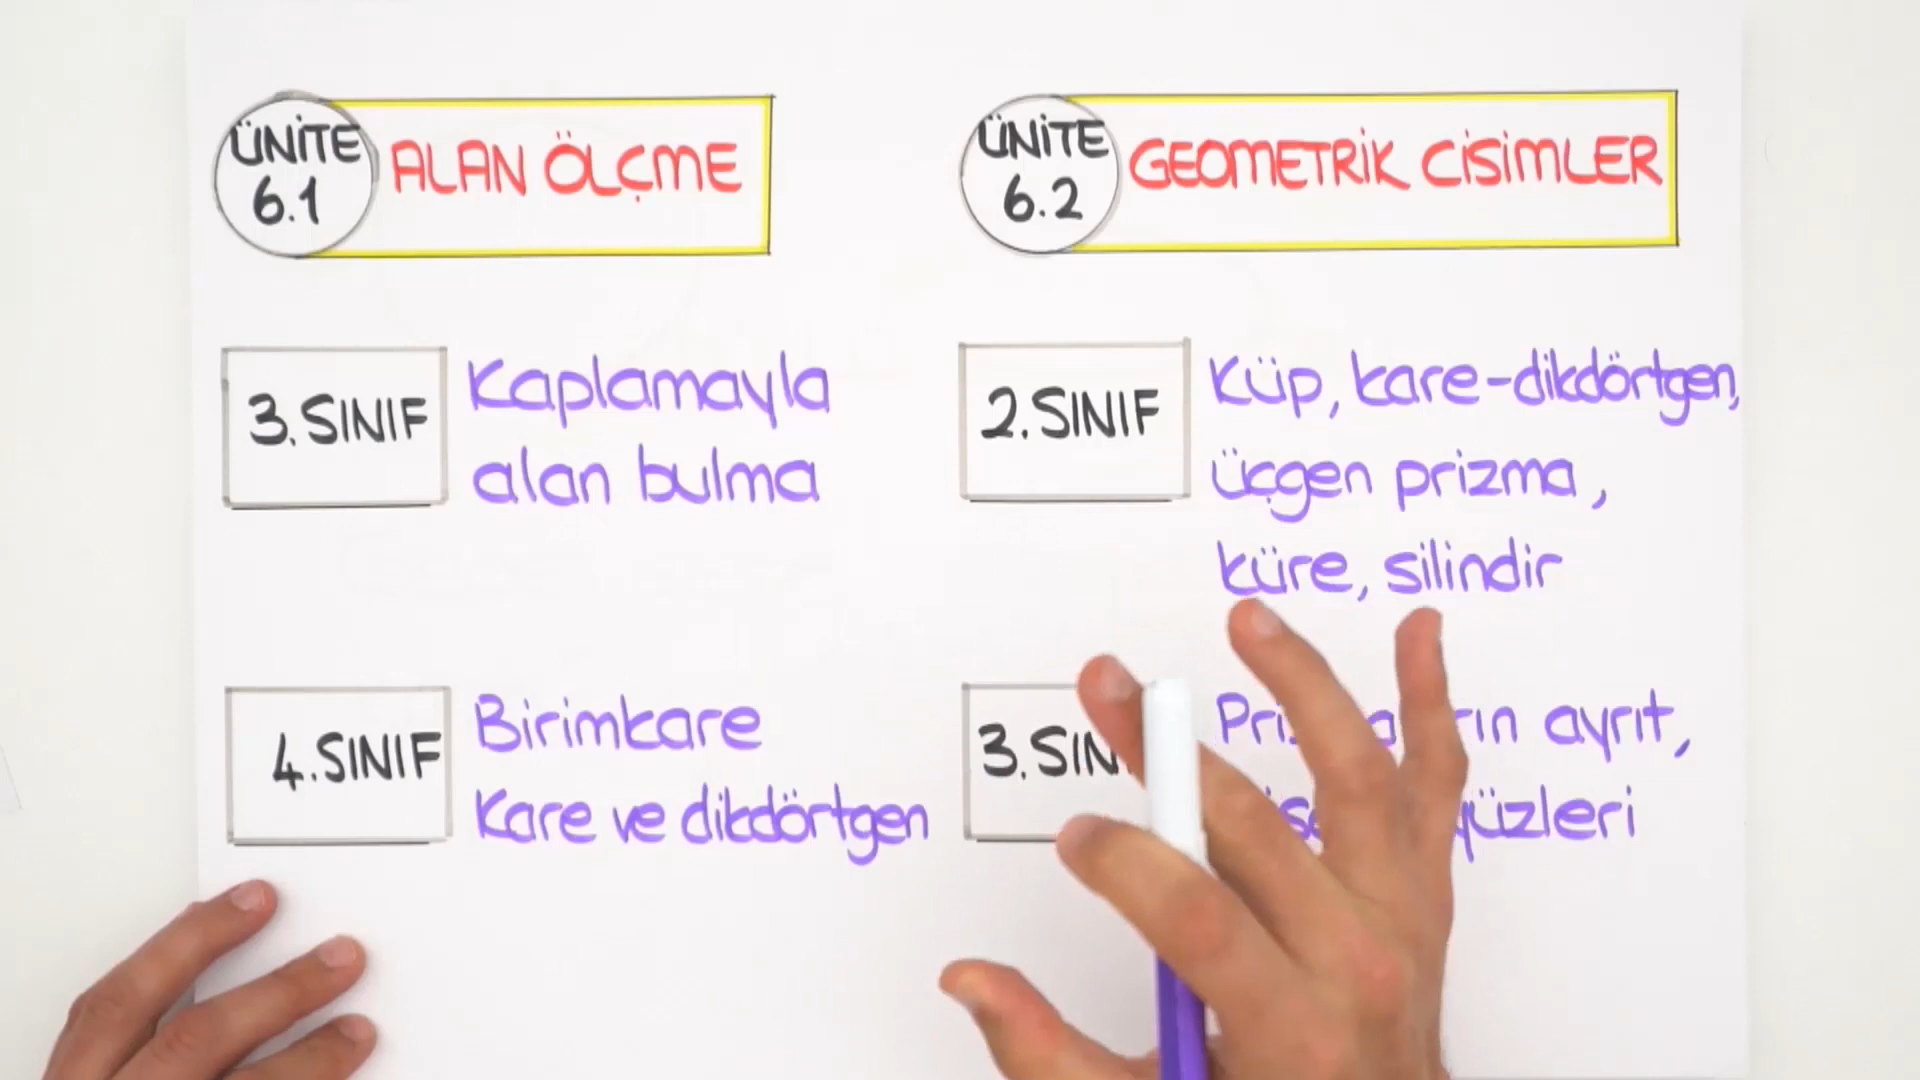 ÜNİTE
6.1
ALAN ÖLÇME
3. SINIF
Kaplamayla
alan bulma
4. SINIF
Birimkare
Kare ve dikdörtgen
ÜNİTE
6.2
GEOMETRİK CİSİMLER
2. SINIF
Küp, kare-dikdörtgen,
üçgen prizma,
küre, silindir
3.
ayrıt,
yüzleri